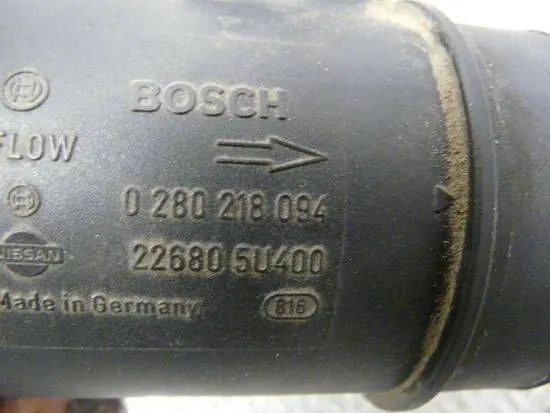 BOSCH
FLOW
0 280 218 094
22680 5U400
NISSAN
Made in Germany
816